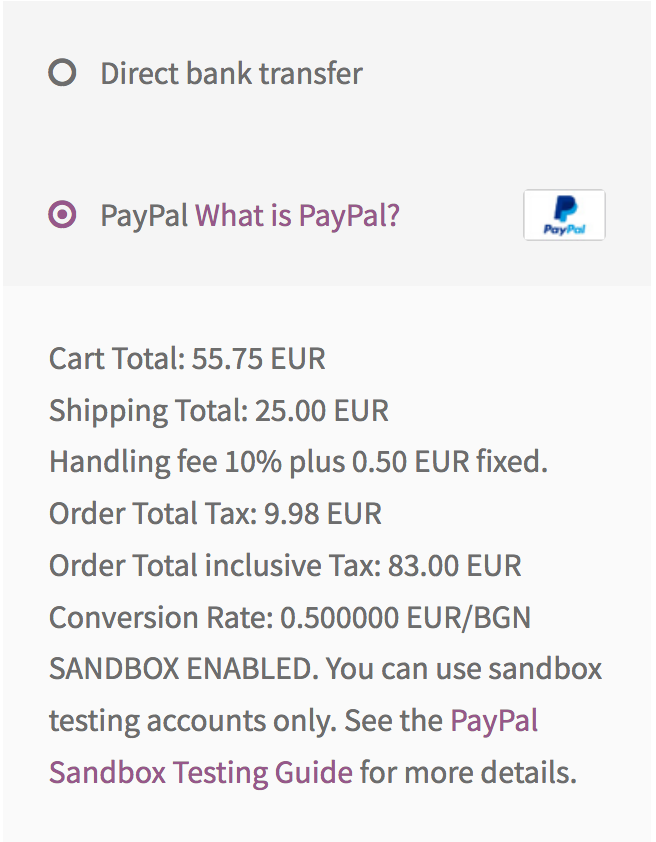 Direct bank transfer
PayPal What is PayPal?
PayPal
Cart Total: 55.75 EUR
Shipping Total: 25.00 EUR
Handling fee 10% plus 0.50 EUR fixed.
Order Total Tax: 9.98 EUR
Order Total inclusive Tax: 83.00 EUR
Conversion Rate: 0.500000 EUR/BGN
SANDBOX ENABLED. You can use sandbox
testing accounts only. See the PayPal
Sandbox Testing Guide for more details.